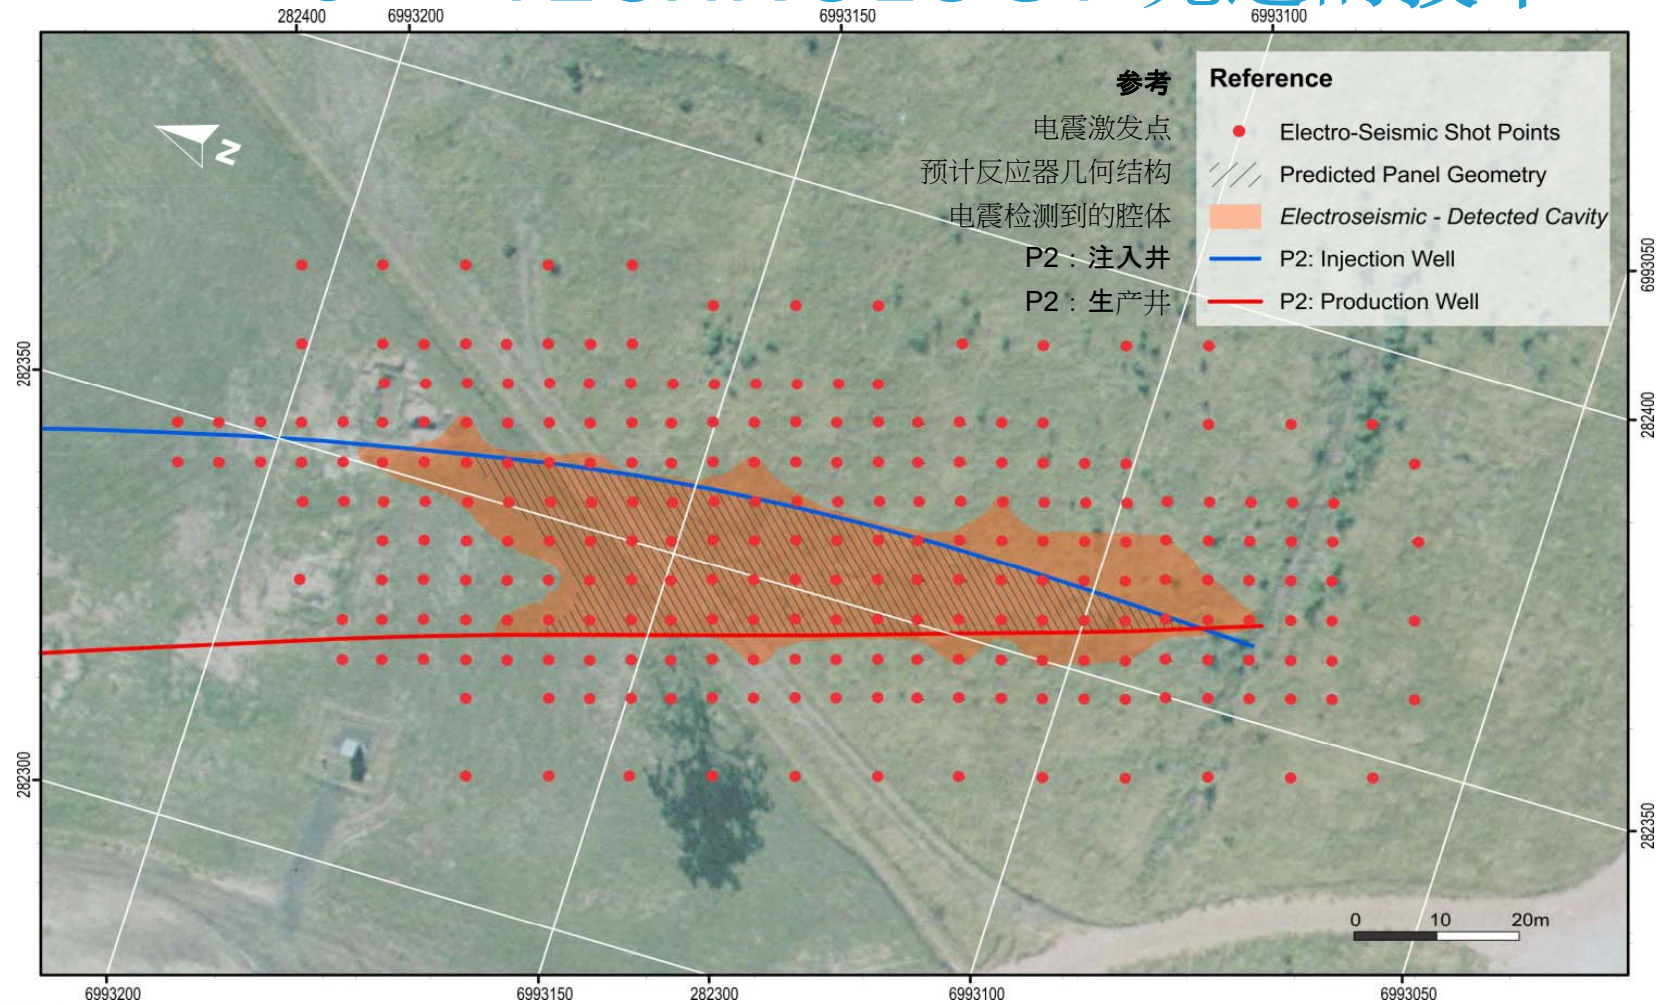 282400 6993200 6993150 6993100
参考 Reference
电震激发点 Electro-Seismic Shot Points
预计反应器几何结构 Predicted Panel Geometry
电震检测到的腔体 Electroseismic - Detected Cavity
P2：注入井 P2: Injection Well
P2：生产井 P2: Production Well
N
282350
282300
6993050
282400
282350
0 10 20m
6993200 6993150 282300 6993100 6993050